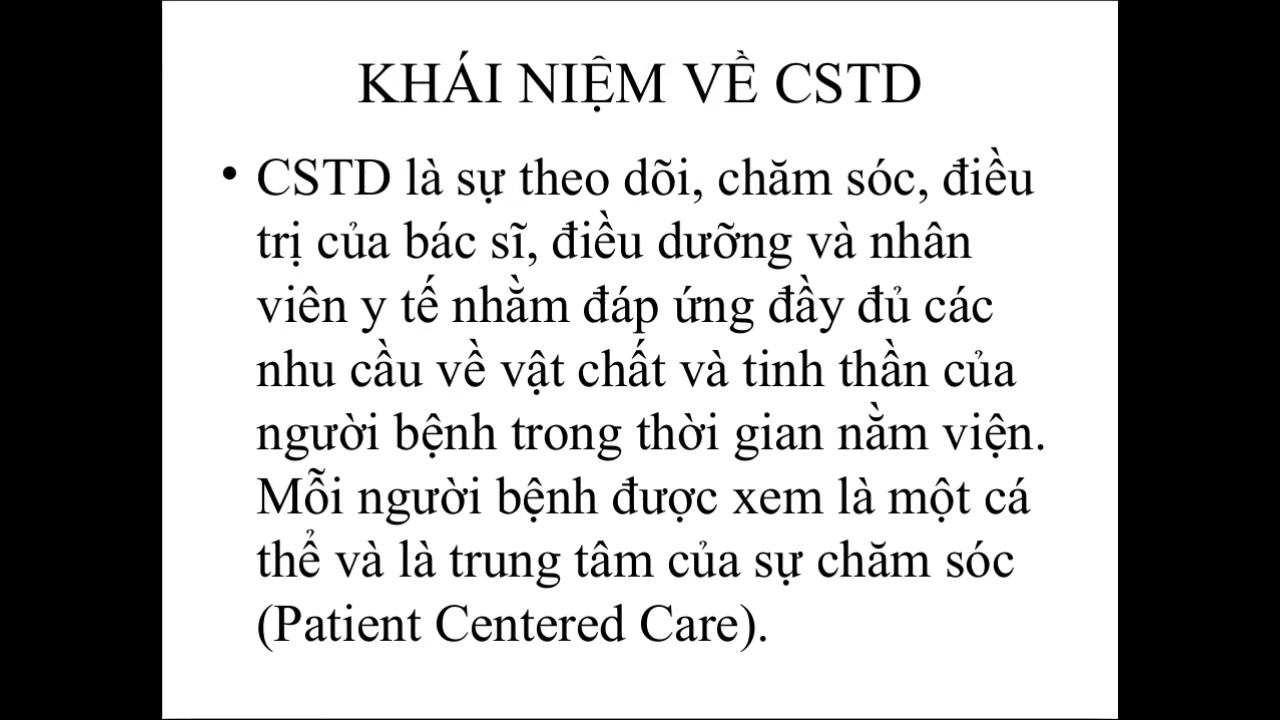 KHÁI NIỆM VỀ CSTD
• CSTD là sự theo dõi, chăm sóc, điều
trị của bác sĩ, điều dưỡng và nhân
viên y tế nhằm đáp ứng đầy đủ các
nhu cầu về vật chất và tinh thần của
người bệnh trong thời gian nằm viện.
Mỗi người bệnh được xem là một cá
thể và là trung tâm của sự chăm sóc
(Patient Centered Care).